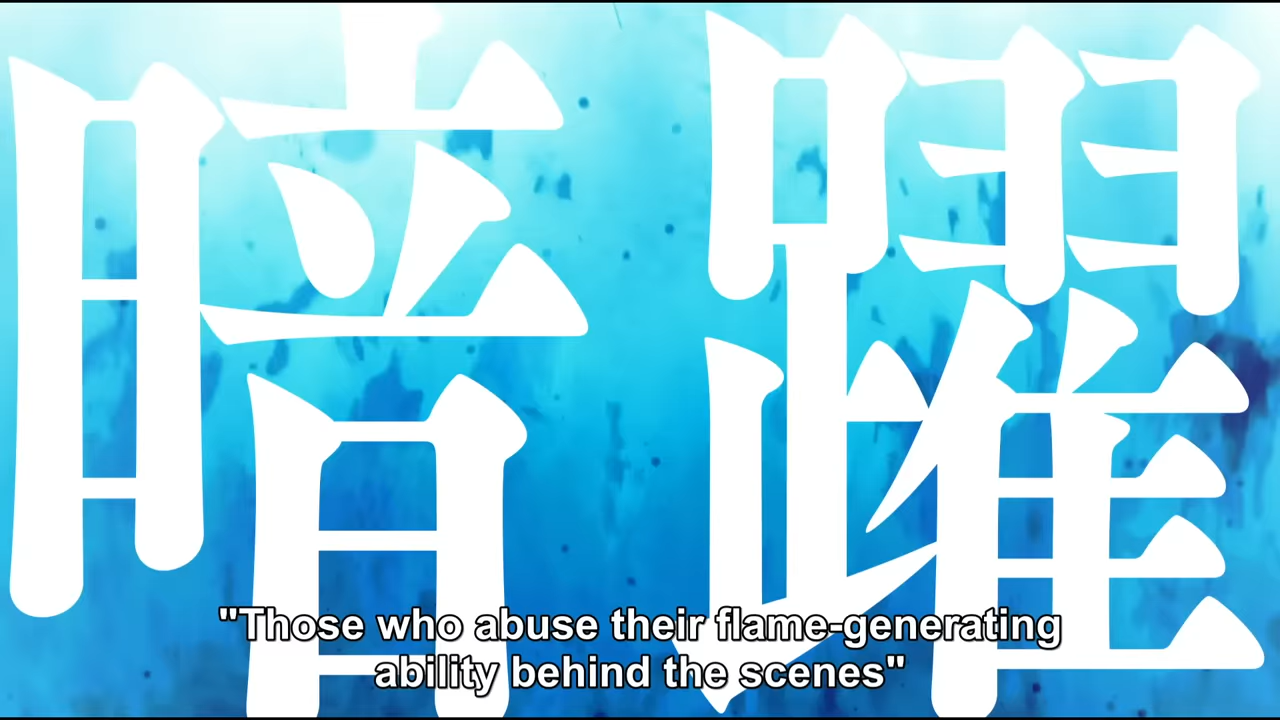 暗躍
"Those who abuse their flame-generating
ability behind the scenes"